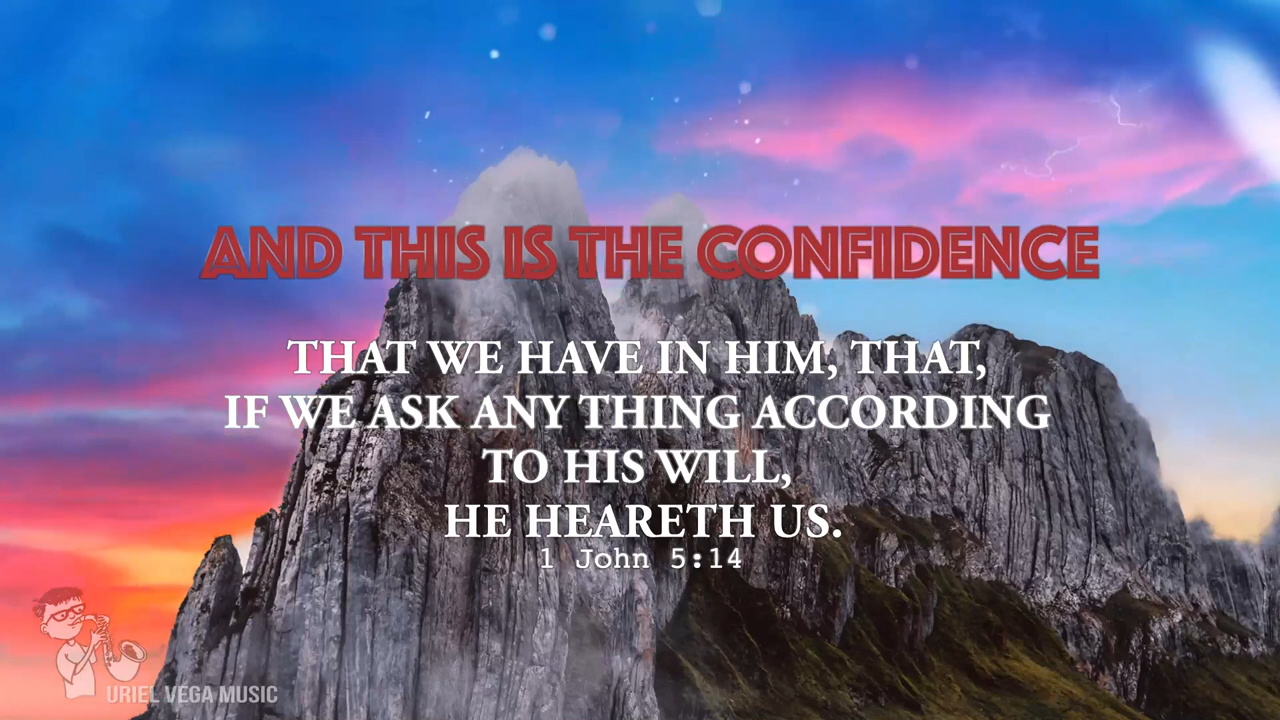 AND THIS IS THE CONFIDENCE
THAT WE HAVE IN HIM, THAT,
IF WE ASK ANY THING ACCORDING
TO HIS WILL,
HE HEARETH US.
1 John 5:14
URIEL VEGA MUSIC